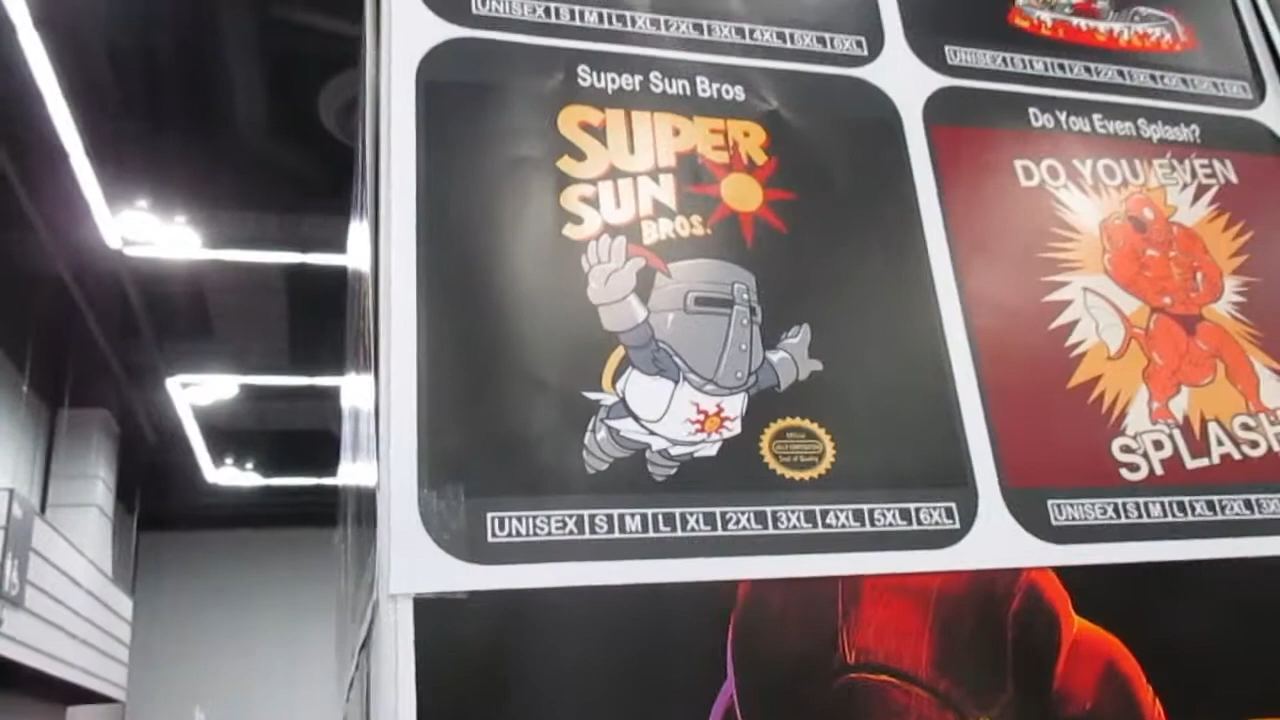 UNISEX S M L XL 2XL 3XL 4XL 5XL 6XL
UNISEX S M L XL 2XL 3XL 4XL 5XL 6XL
Super Sun Bros
SUPER
SUN
BROS.
UNISEX S M L XL 2XL 3XL 4XL 5XL 6XL
Do You Even Splash?
DO YOU EVEN
SPLASH
UNISEX S M L XL 2XL